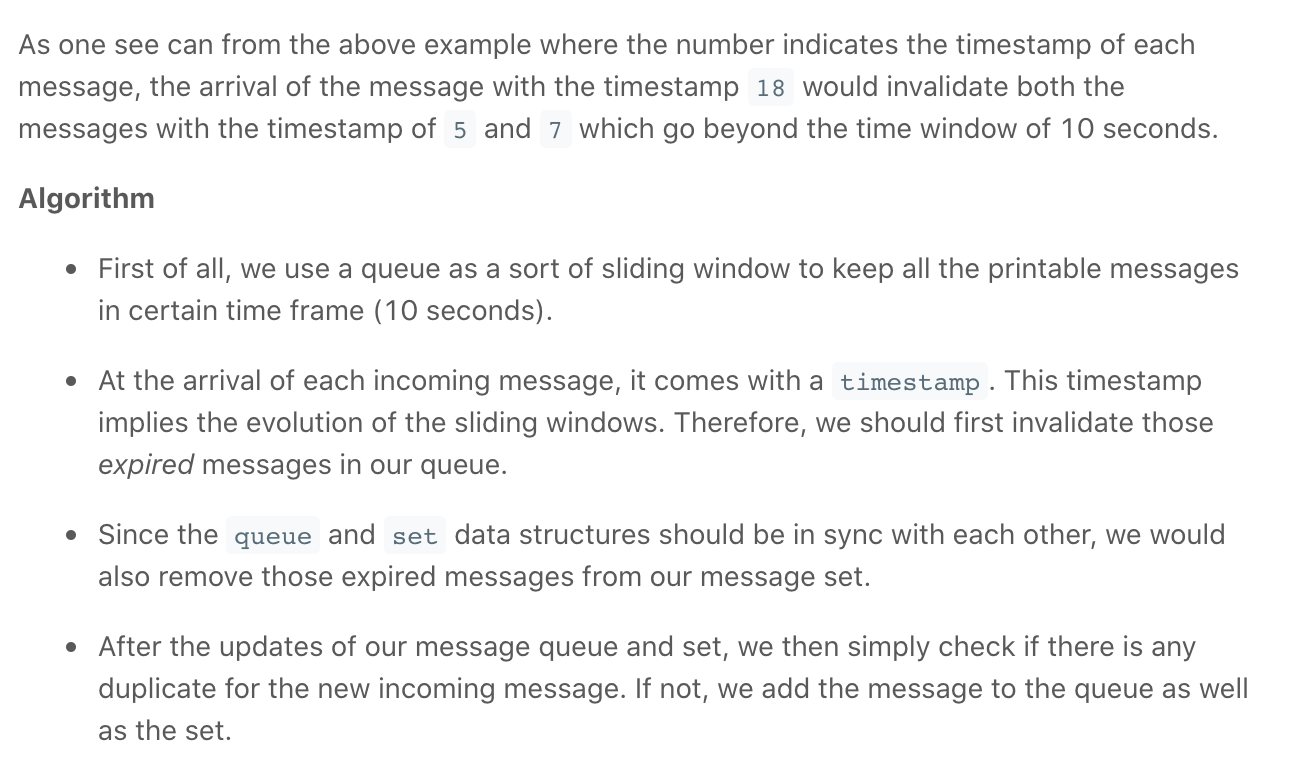 As one see can from the above example where the number indicates the timestamp of each
message, the arrival of the message with the timestamp 18 would invalidate both the
messages with the timestamp of 5 and 7 which go beyond the time window of 10 seconds.
Algorithm
• First of all, we use a queue as a sort of sliding window to keep all the printable messages
in certain time frame (10 seconds).
• At the arrival of each incoming message, it comes with a timestamp. This timestamp
implies the evolution of the sliding windows. Therefore, we should first invalidate those
expired messages in our queue.
• Since the queue and set data structures should be in sync with each other, we would
also remove those expired messages from our message set.
• After the updates of our message queue and set, we then simply check if there is any
duplicate for the new incoming message. If not, we add the message to the queue as well
as the set.